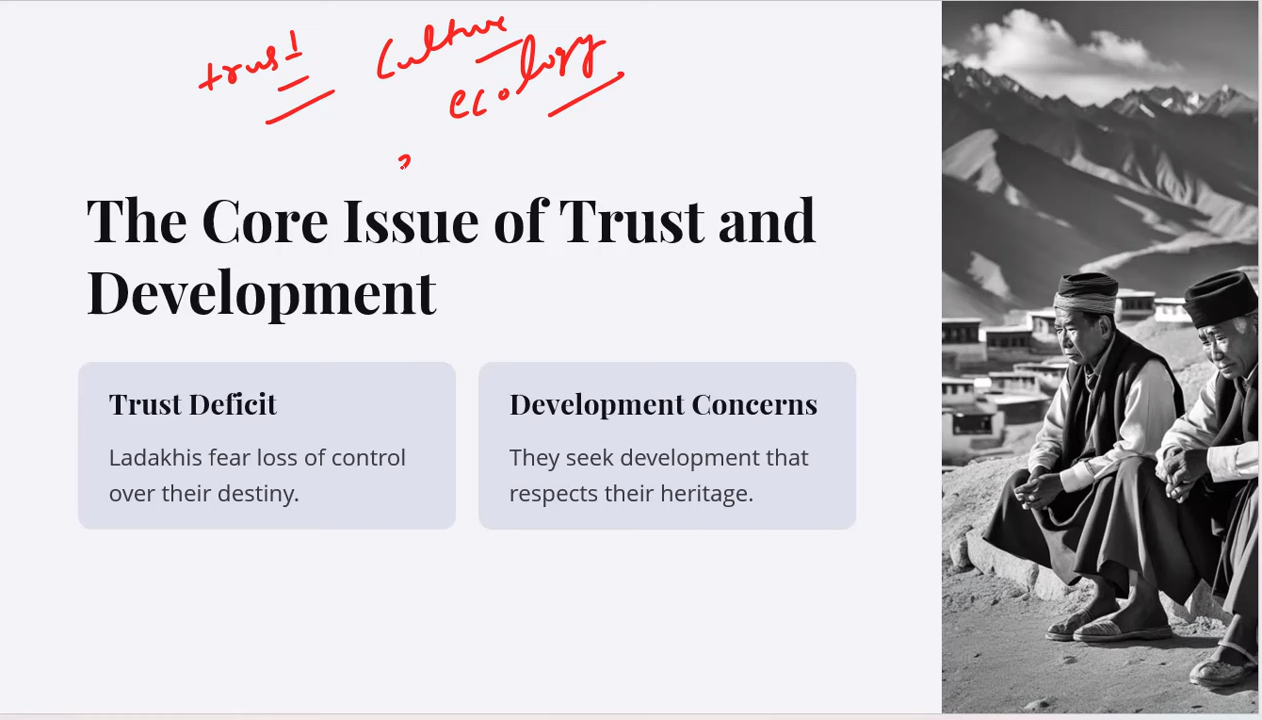 trust culture
ecology
The Core Issue of Trust and
Development
Trust Deficit
Ladakhis fear loss of control
over their destiny.
Development Concerns
They seek development that
respects their heritage.